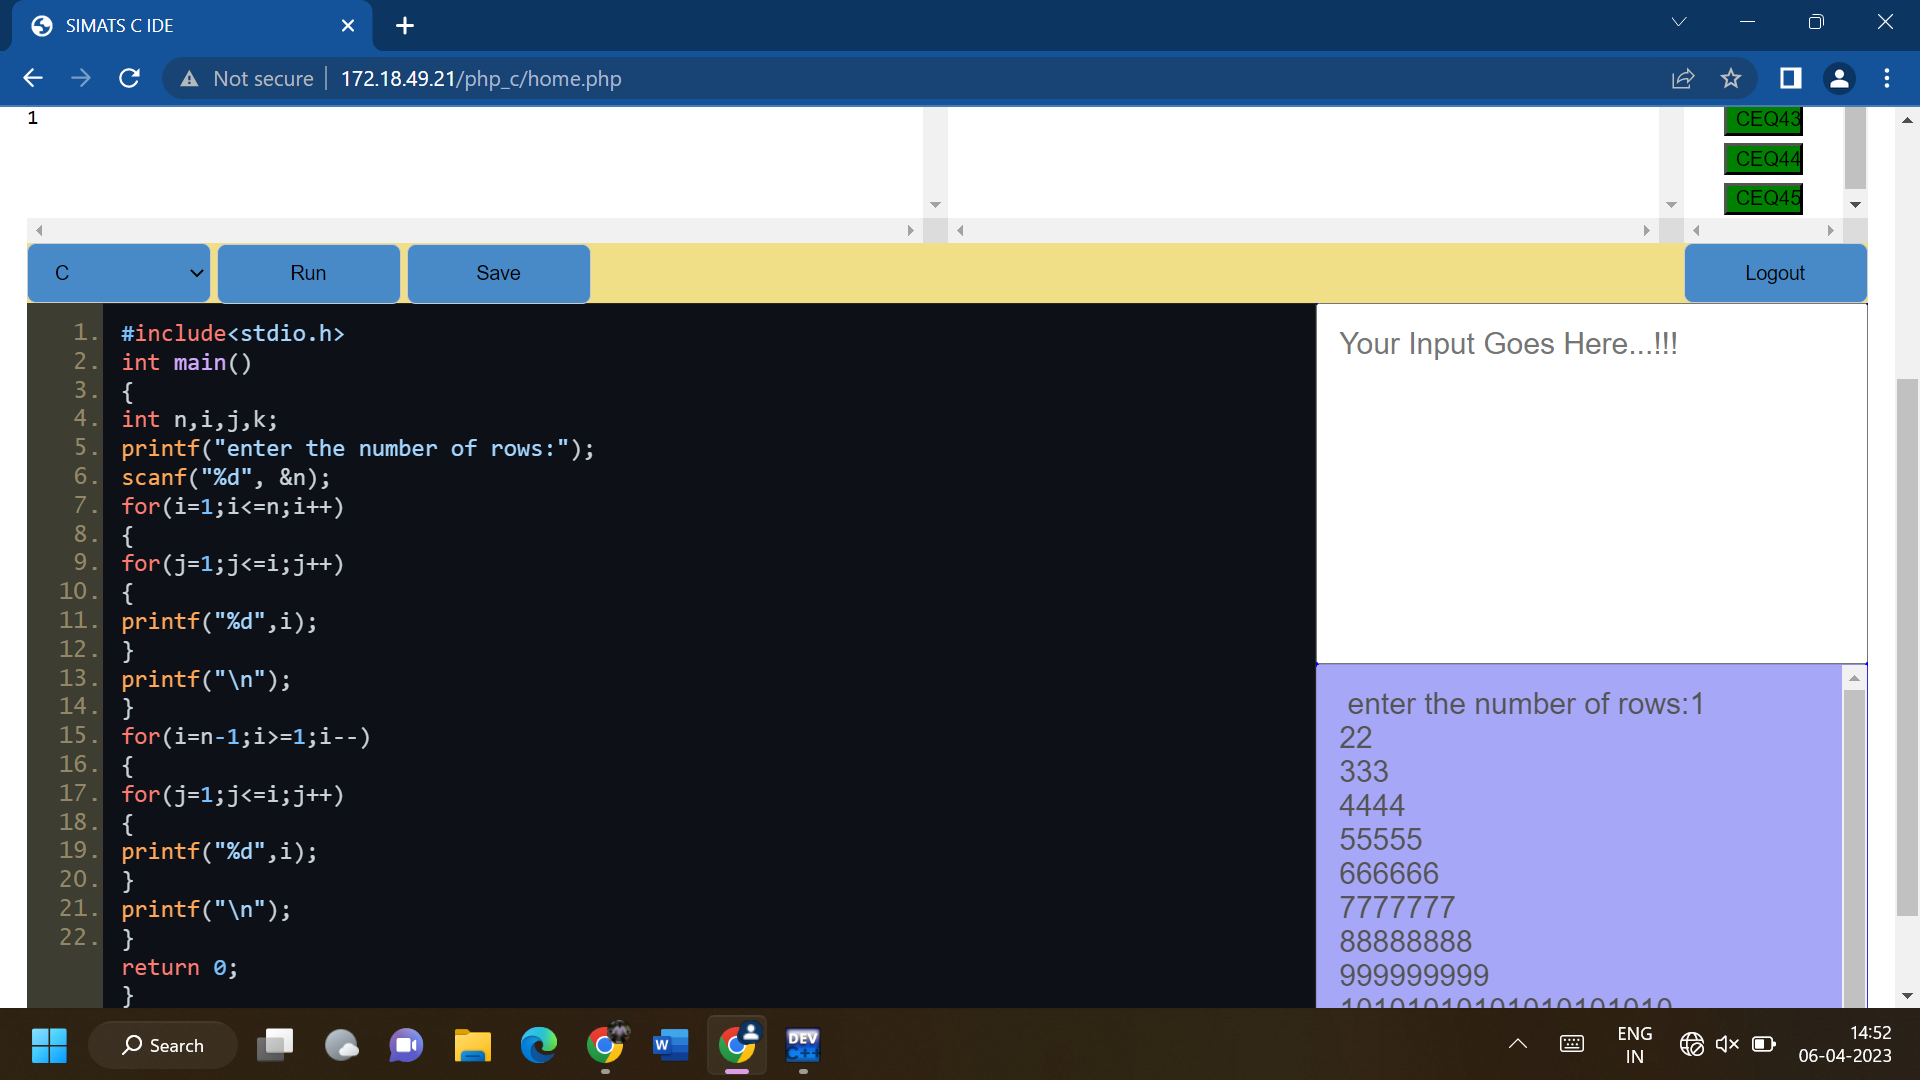 SIMATS C IDE
Not secure
172.18.49.21/php_c/home.php
1
CEQ43
CEQ44
CEQ45
C
Run
Save
Logout
1. #include<stdio.h>
2. int main()
3. {
4. int n,i,j,k;
5. printf("enter the number of rows:");
6. scanf("%d", &n);
7. for(i=1;i<=n;i++)
8. {
9. for(j=1;j<=i;j++)
10. {
11. printf("%d",i);
12. }
13. printf("\n");
14. }
15. for(i=n-1;i>=1;i--)
16. {
17. for(j=1;j<=i;j++)
18. {
19. printf("%d",i);
20. }
21. printf("\n");
22. }
return 0;
}
Your Input Goes Here...!!!
enter the number of rows:1
22
333
4444
55555
666666
7777777
88888888
999999999
10101010101010101010
Search
W
DEV
C++
ENG
IN
14:52
06-04-2023